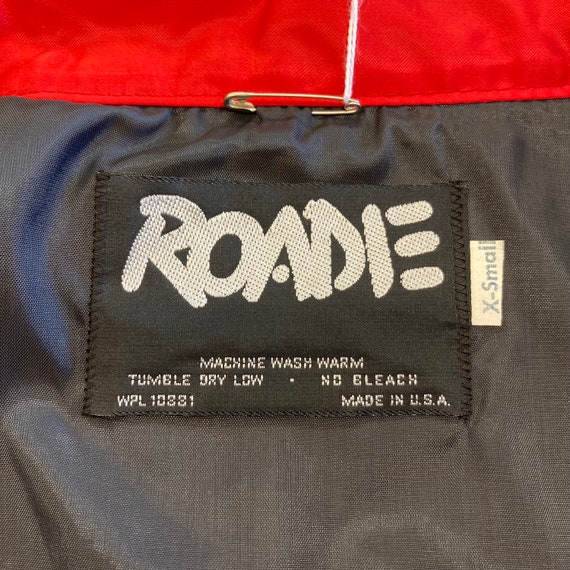 ROADIE
X-Small
MACHINE WASH WARM
TUMBLE DRY LOW · NO BLEACH
WPL 10881 MADE IN U.S.A.